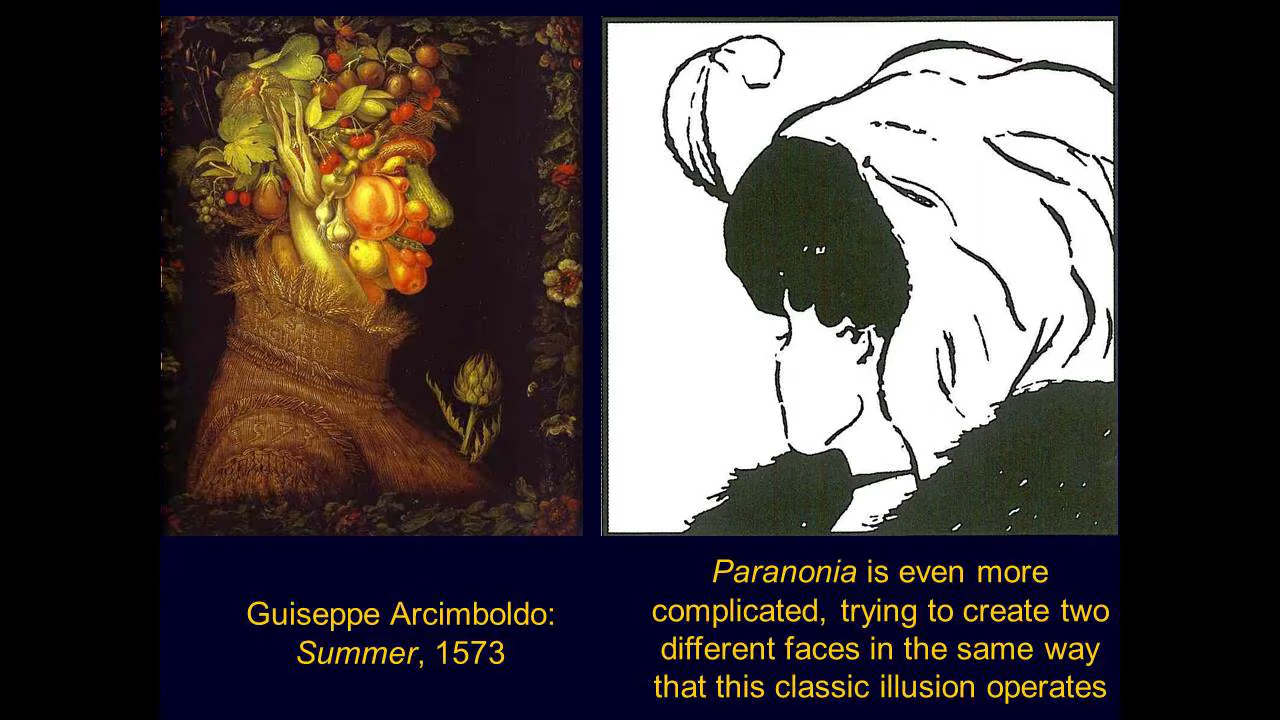 Guiseppe Arcimboldo:
Summer, 1573
Paranonia is even more
complicated, trying to create two
different faces in the same way
that this classic illusion operates